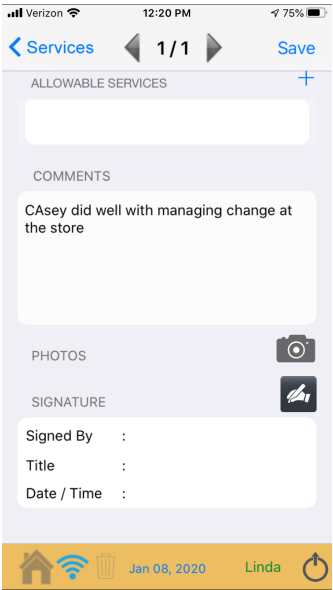 Verizon 12:20 PM 75%
Services 1/1 Save
ALLOWABLE SERVICES +
COMMENTS
CAsey did well with managing change at
the store
PHOTOS
SIGNATURE
Signed By :
Title :
Date / Time :
Jan 08, 2020 Linda